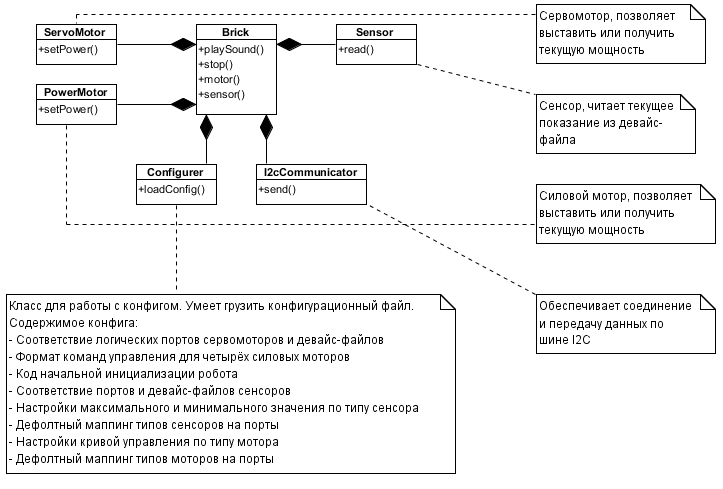 ServoMotor
+setPower()
Brick
+playSound()
+stop()
+motor()
+sensor()
Sensor
+read()
Сервомотор, позволяет
выставить или получить
текущую мощность
PowerMotor
+setPower()
Сенсор, читает текущее
показание из девайс-
файла
Configurer
+loadConfig()
I2cCommunicator
+send()
Силовой мотор, позволяет
выставить или получить
текущую мощность
Класс для работы с конфигом. Умеет грузить конфигурационный файл.
Содержимое конфига:
- Соответствие логических портов сервомоторов и девайс-файлов
- Формат команд управления для четырёх силовых моторов
- Код начальной инициализации робота
- Соответствие портов и девайс-файлов сенсоров
- Настройки максимального и минимального значения по типу сенсора
- Дефолтный маппинг типов сенсоров на порты
- Настройки кривой управления по типу мотора
- Дефолтный маппинг типов моторов на порты
Обеспечивает соединение
и передачу данных по
шине I2C